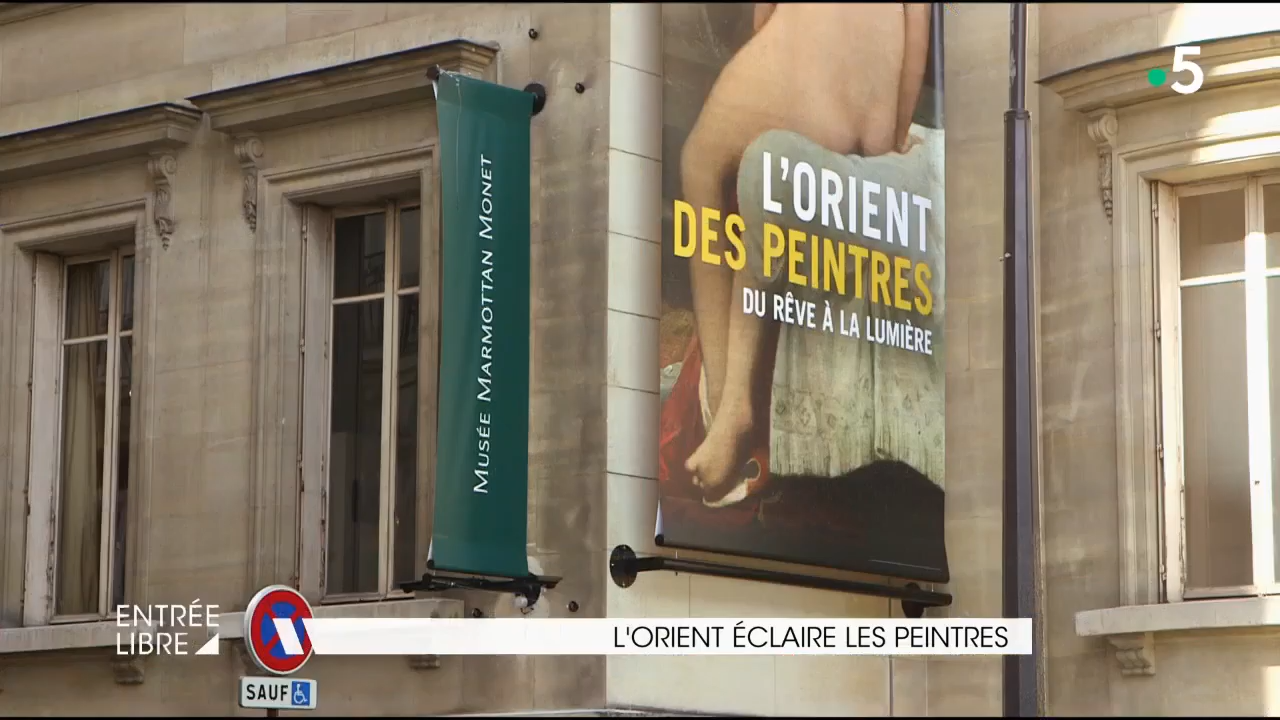 5
MUSÉE MARMOTTAN MONET
L'ORIENT
DES PEINTRES
DU RÊVE À LA LUMIÈRE
ENTRÉE
LIBRE
L'ORIENT ÉCLAIRE LES PEINTRES
SAUF